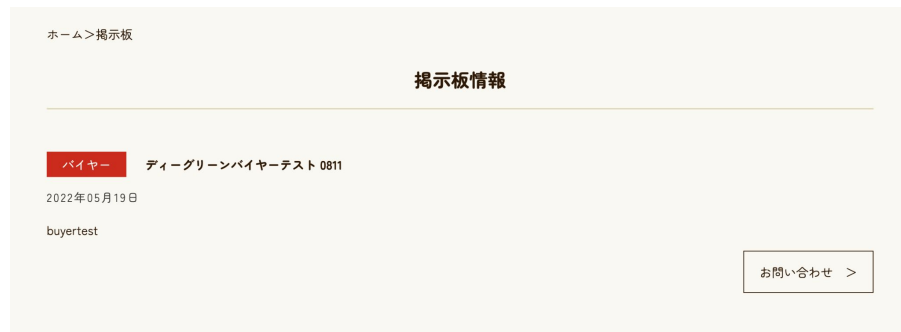 ホーム＞掲示板
掲示板情報
バイヤー ディーグリーンバイヤーテスト 0811
2022年05月19日
buyertest
お問い合わせ ＞